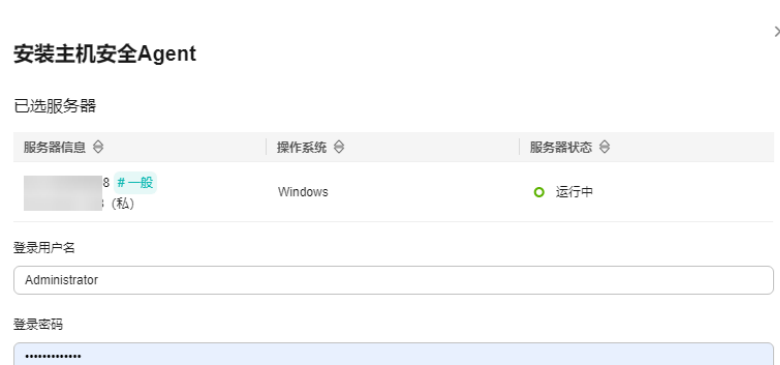 安装主机安全Agent
已选服务器
服务器信息 操作系统 服务器状态
8 #一般 Windows 运行中
(私)
登录用户名
Administrator
登录密码
•••••••••••••